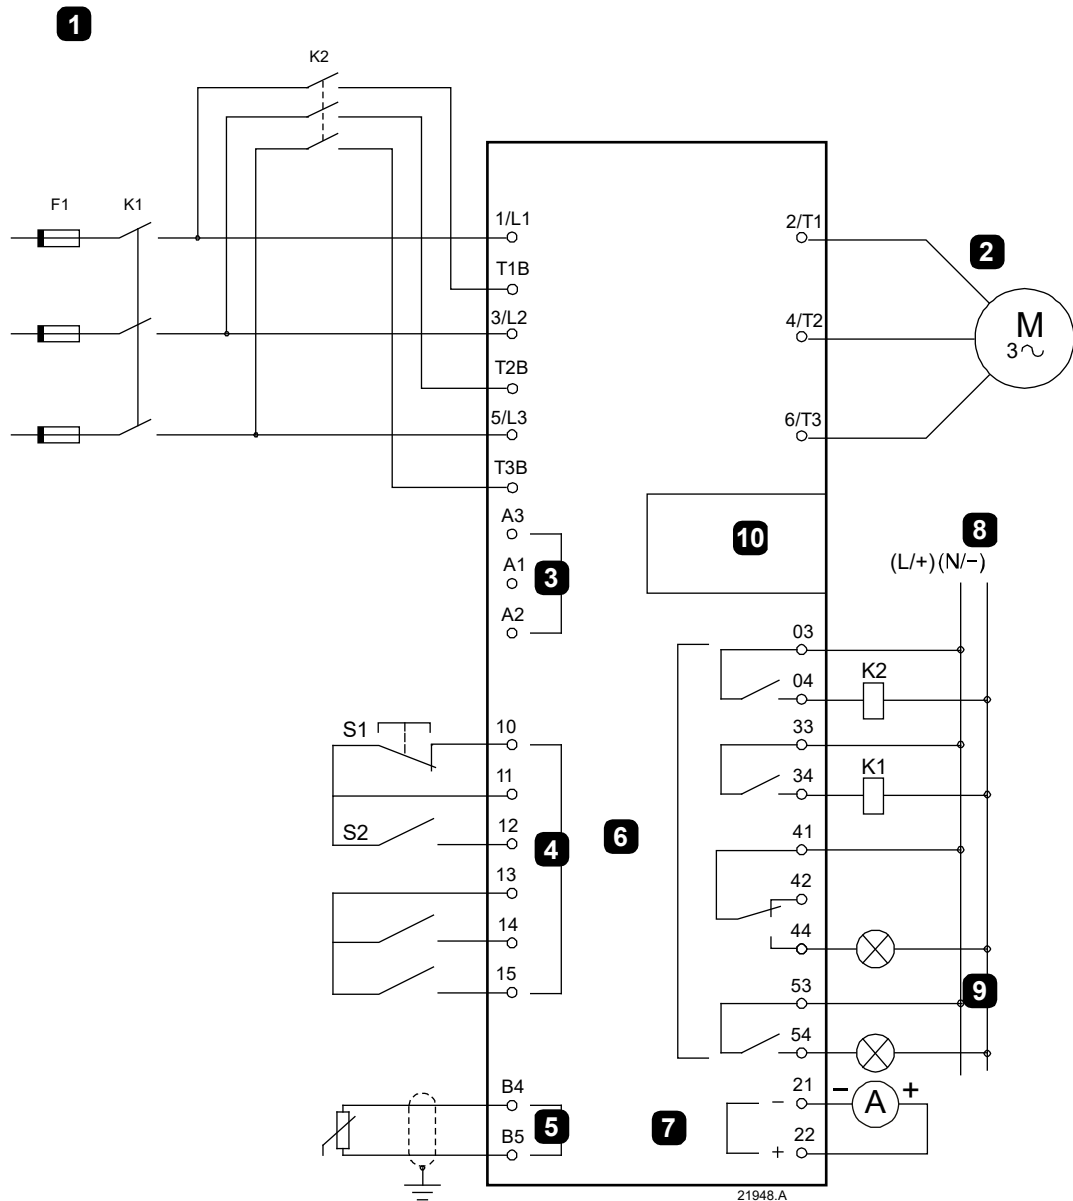 1
K2
F1
K1
1/L1
2/T1
2
T1B
3/L2
4/T2
M
3~
T2B
5/L3
6/T3
T3B
A3
10
8
A1
3
(L/+) (N/−)
A2
03
K2
04
S1
10
33
11
K1
34
S2
12
4
6
41
13
42
14
44
15
9
53
54
B4
21
− A +
5
7
−
B5
22
+
21948.A